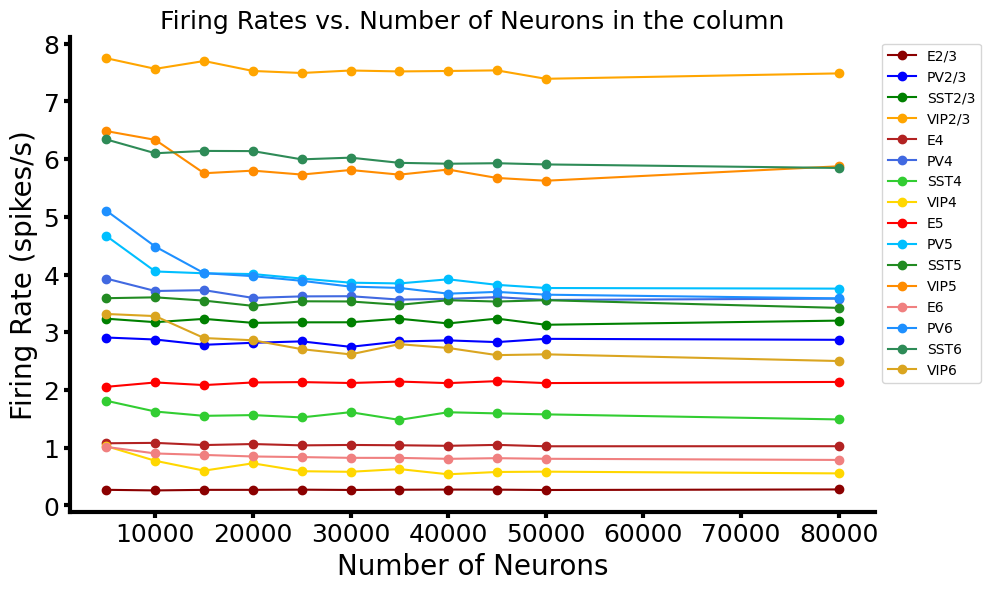 Firing Rates vs. Number of Neurons in the column
Firing Rate (spikes/s)
8
7
6
5
4
3
2
1
0
10000 20000 30000 40000 50000 60000 70000 80000
Number of Neurons
E2/3
PV2/3
SST2/3
VIP2/3
E4
PV4
SST4
VIP4
E5
PV5
SST5
VIP5
E6
PV6
SST6
VIP6